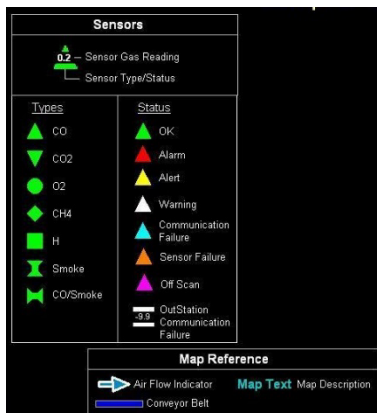 Sensors
0.2 – Sensor Gas Reading
Sensor Type/Status
Types
Status
CO
OK
CO2
Alarm
O2
Alert
CH4
Warning
H
Communication
Failure
Smoke
Sensor Failure
CO/Smoke
Off Scan
-9.9 OutStation
Communication
Failure
Map Reference
Air Flow Indicator Map Text Map Description
Conveyor Belt